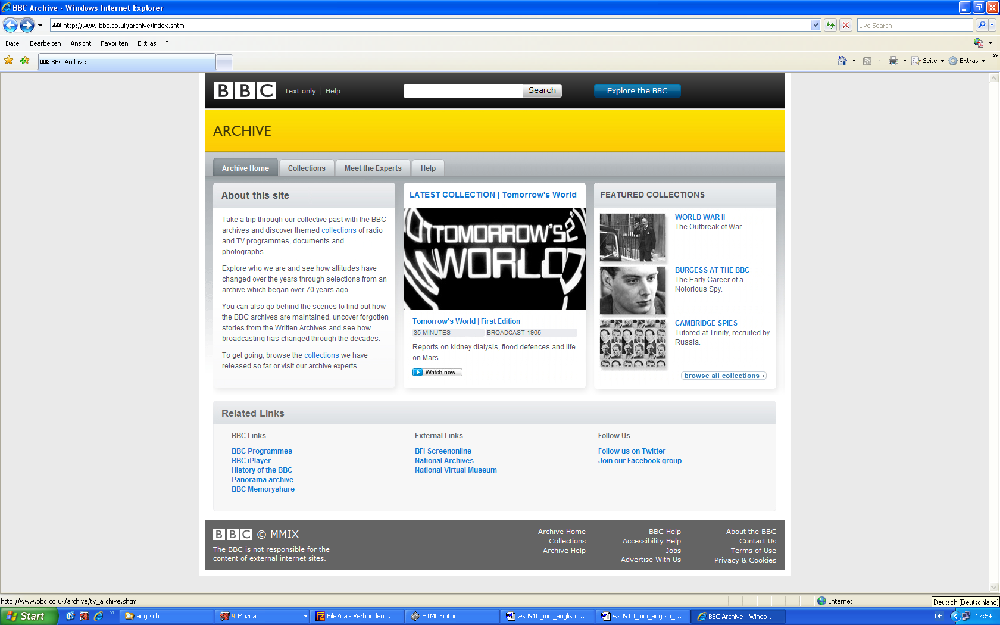 BBC Archive - Windows Internet Explorer
BBC http://www.bbc.co.uk/archive/index.shtml
Live Search
Datei Bearbeiten Ansicht Favoriten Extras ?
BBC BBC Archive
Seite Extras
BBC Text only Help
Search
Explore the BBC
ARCHIVE
Archive Home Collections Meet the Experts Help
About this site
Take a trip through our collective past with the BBC
archives and discover themed collections of radio
and TV programmes, documents and
photographs.
Explore who we are and see how attitudes have
changed over the years through selections from an
archive which began over 70 years ago.
You can also go behind the scenes to find out how
the BBC archives are maintained, uncover forgotten
stories from the Written Archives and see how
broadcasting has changed through the decades.
To get going, browse the collections we have
released so far or visit our archive experts.
LATEST COLLECTION | Tomorrow's World
TOMORROW'S
WORLD
Tomorrow's World | First Edition
35 MINUTES BROADCAST 1965
Reports on kidney dialysis, flood defences and life
on Mars.
Watch now
FEATURED COLLECTIONS
WORLD WAR II
The Outbreak of War.
BURGESS AT THE BBC
The Early Career of a
Notorious Spy.
CAMBRIDGE SPIES
Tutored at Trinity, recruited by
Russia.
browse all collections ›
Related Links
BBC Links
BBC Programmes
BBC iPlayer
History of the BBC
Panorama archive
BBC Memoryshare
External Links
BFI Screenonline
National Archives
National Virtual Museum
Follow Us
Follow us on Twitter
Join our Facebook group
BBC © MMIX
The BBC is not responsible for the
content of external internet sites.
Archive Home
Collections
Archive Help
BBC Help
Accessibility Help
Jobs
Advertise With Us
About the BBC
Contact Us
Terms of Use
Privacy & Cookies
http://www.bbc.co.uk/archive/tv_archive.shtml
Internet
Deutsch (Deutschland)
Start
englisch
9 Mozilla
FileZilla - Verbunden ...
HTML Editor
ws0910_mui_english ...
ws0910_mui_english_...
BBC Archive - Windo...
DE
17:54